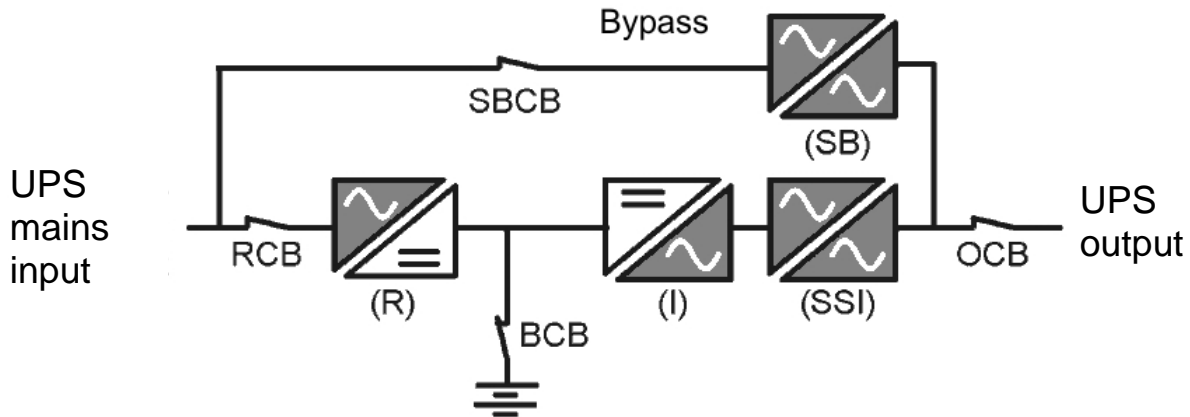 Bypass
SBCB
(SB)
UPS
mains
input
RCB
(R)
BCB
(I)
(SSI)
OCB
UPS
output